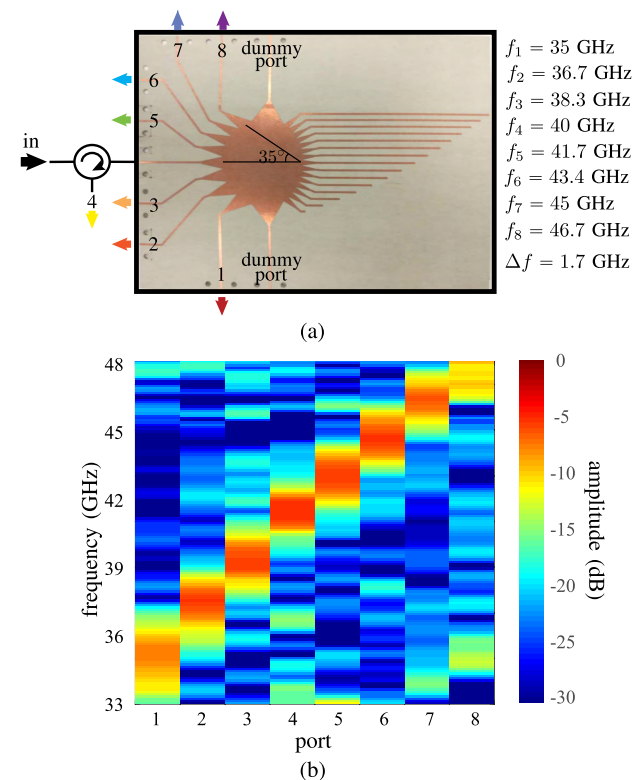 7
8
dummy
port
6
5
in
35°
4
3
2
1
dummy
port
f₁ = 35 GHz
f₂ = 36.7 GHz
f₃ = 38.3 GHz
f₄ = 40 GHz
f₅ = 41.7 GHz
f₆ = 43.4 GHz
f₇ = 45 GHz
f₈ = 46.7 GHz
Δf = 1.7 GHz
(a)
48
45
42
39
36
33
frequency (GHz)
1 2 3 4 5 6 7 8
port
0
-5
-10
-15
-20
-25
-30
amplitude (dB)
(b)